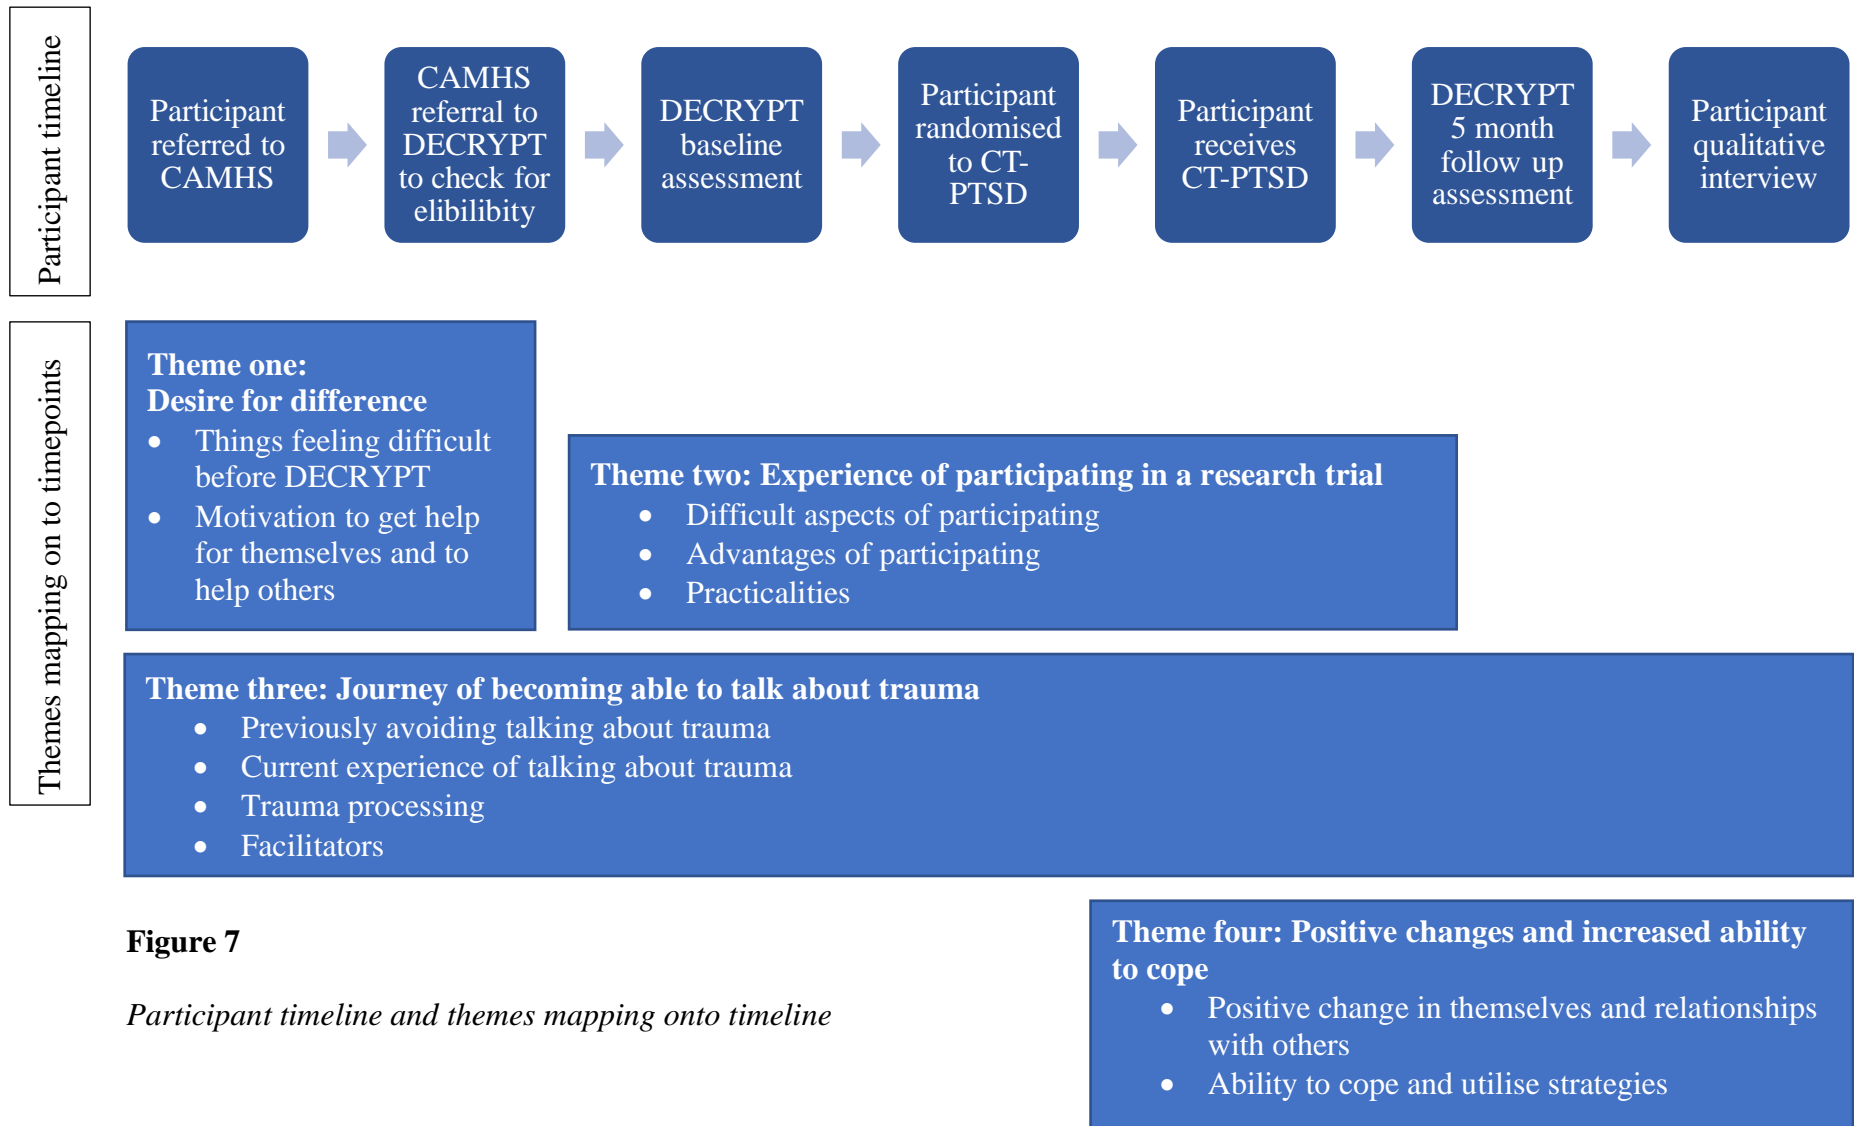 Participant timeline
Participant
referred to
CAMHS
CAMHS
referral to
DECRYPT
to check for
elibilibity
DECRYPT
baseline
assessment
Participant
randomised
to CT-
PTSD
Participant
receives
CT-PTSD
DECRYPT
5 month
follow up
assessment
Participant
qualitative
interview
Themes mapping on to timepoints
Theme one:
Desire for difference
• Things feeling difficult
before DECRYPT
• Motivation to get help
for themselves and to
help others
Theme two: Experience of participating in a research trial
• Difficult aspects of participating
• Advantages of participating
• Practicalities
Theme three: Journey of becoming able to talk about trauma
• Previously avoiding talking about trauma
• Current experience of talking about trauma
• Trauma processing
• Facilitators
Theme four: Positive changes and increased ability
to cope
• Positive change in themselves and relationships
with others
• Ability to cope and utilise strategies
Figure 7
Participant timeline and themes mapping onto timeline